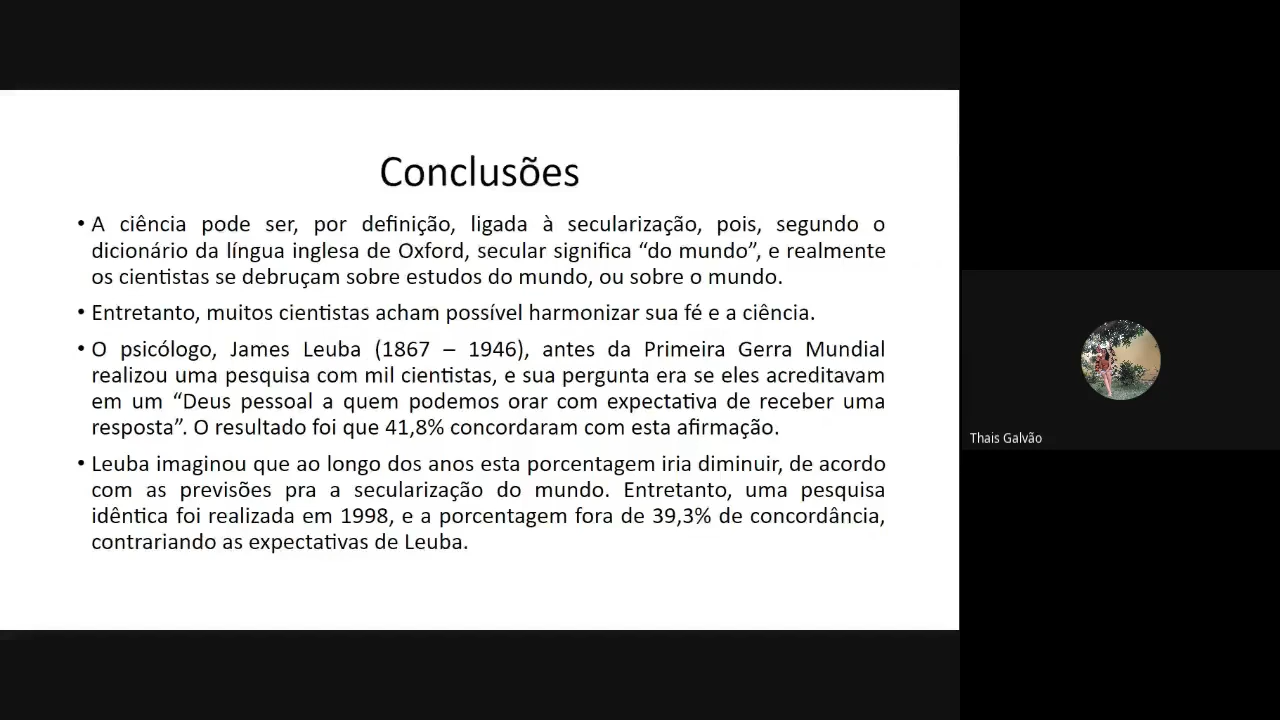 Conclusões
• A ciência pode ser, por definição, ligada à secularização, pois, segundo o
dicionário da língua inglesa de Oxford, secular significa “do mundo”, e realmente
os cientistas se debruçam sobre estudos do mundo, ou sobre o mundo.
• Entretanto, muitos cientistas acham possível harmonizar sua fé e a ciência.
• O psicólogo, James Leuba (1867 – 1946), antes da Primeira Gerra Mundial
realizou uma pesquisa com mil cientistas, e sua pergunta era se eles acreditavam
em um “Deus pessoal a quem podemos orar com expectativa de receber uma
resposta”. O resultado foi que 41,8% concordaram com esta afirmação.
• Leuba imaginou que ao longo dos anos esta porcentagem iria diminuir, de acordo
com as previsões pra a secularização do mundo. Entretanto, uma pesquisa
idêntica foi realizada em 1998, e a porcentagem fora de 39,3% de concordância,
contrariando as expectativas de Leuba.
Thais Galvão